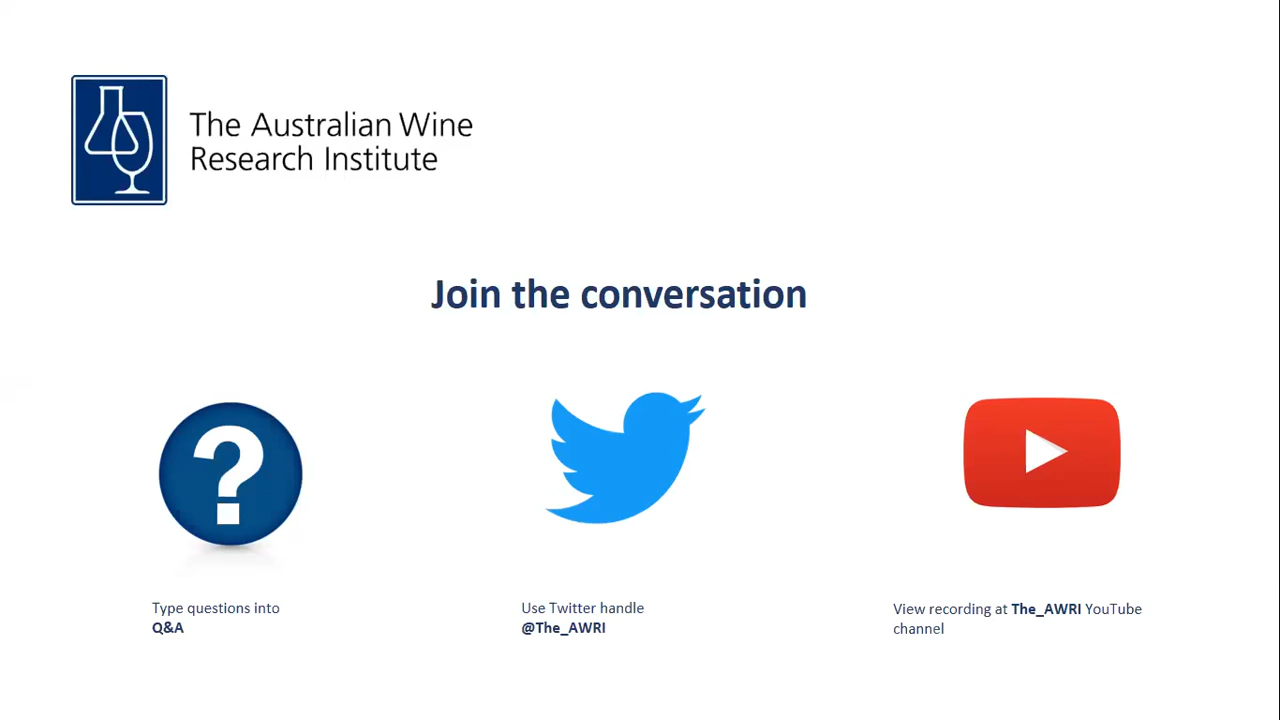 The Australian Wine
Research Institute
Join the conversation
?
Type questions into
Q&A
Use Twitter handle
@The_AWRI
View recording at The_AWRI YouTube
channel